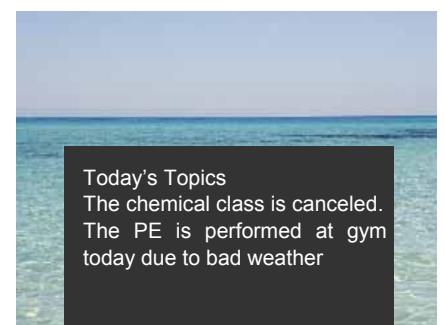 Today's Topics
The chemical class is canceled.
The PE is performed at gym
today due to bad weather